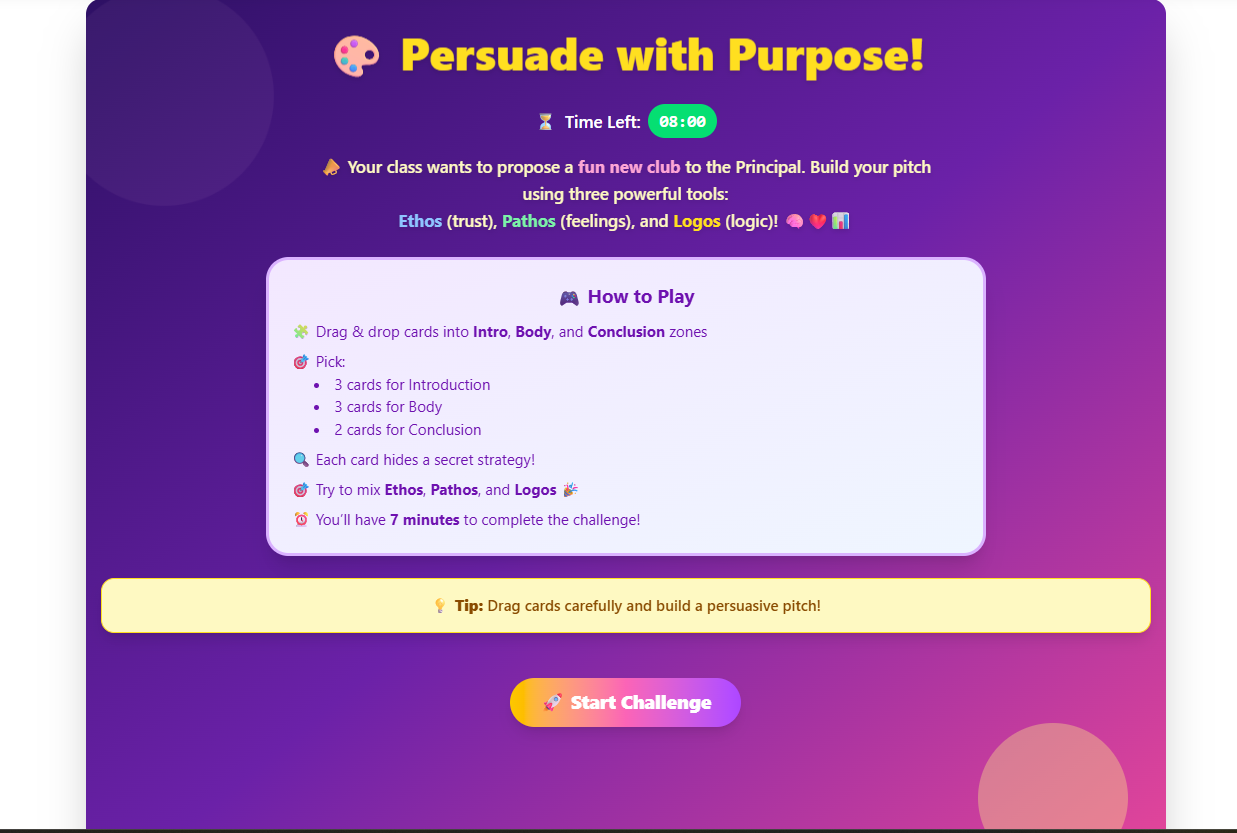 Persuade with Purpose!
Time Left: 08:00
Your class wants to propose a fun new club to the Principal. Build your pitch
using three powerful tools:
Ethos (trust), Pathos (feelings), and Logos (logic)!
How to Play
Drag & drop cards into Intro, Body, and Conclusion zones
Pick:
• 3 cards for Introduction
• 3 cards for Body
• 2 cards for Conclusion
Each card hides a secret strategy!
Try to mix Ethos, Pathos, and Logos
You'll have 7 minutes to complete the challenge!
Tip: Drag cards carefully and build a persuasive pitch!
Start Challenge